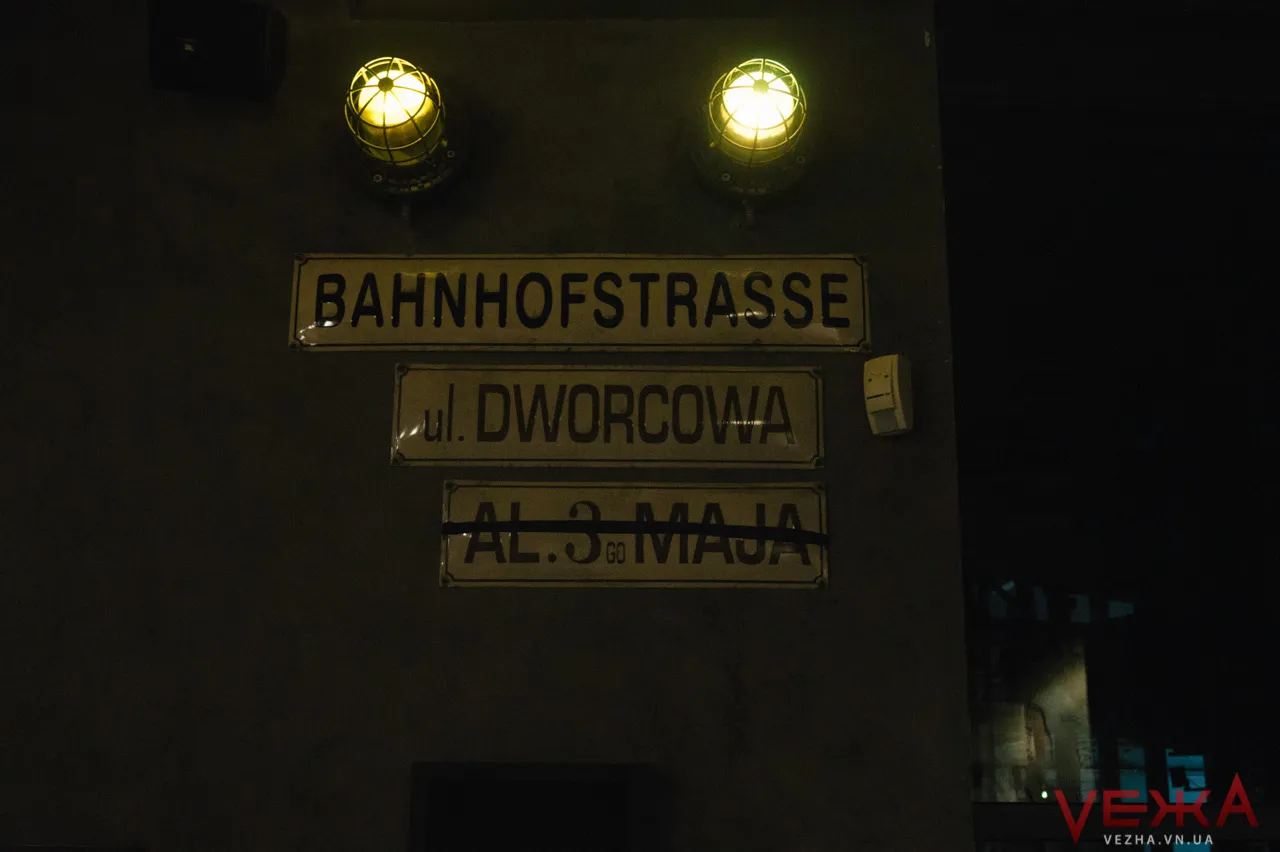 BAHNHOFSTRASSE
ul. DWORCOWA
AL. 3 GO MAJA
VEЖA
VEZHA.VN.UA